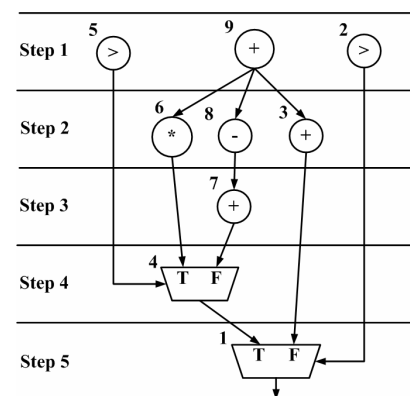 5 9 2
Step 1 > + >
6 8 3
Step 2 * - +
7
Step 3 +
4 T F
Step 4
1 T F
Step 5